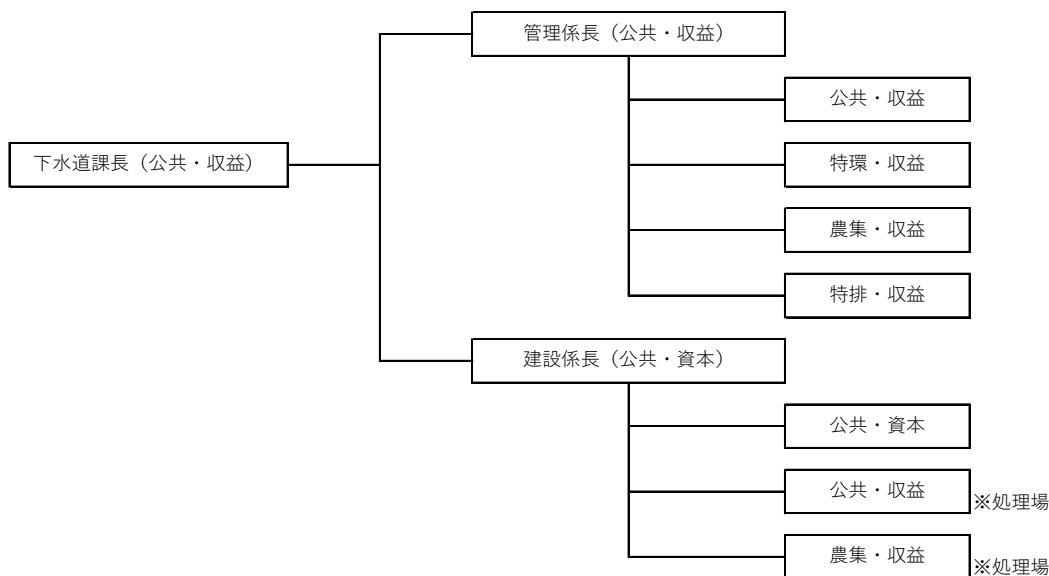 管理係長（公共・収益）
公共・収益
下水道課長（公共・収益）
特環・収益
農集・収益
特排・収益
建設係長（公共・資本）
公共・資本
公共・収益
※処理場
農集・収益
※処理場